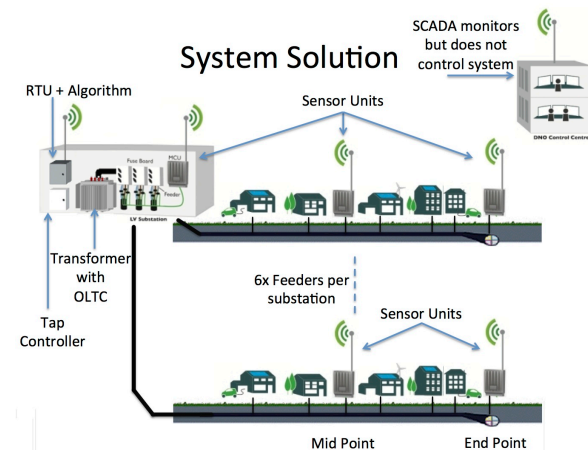 System Solution
SCADA monitors
but does not
control system
DNO Control Centre
RTU + Algorithm
Sensor Units
MCU
Fuse Board
Feeder
LV Substation
Transformer
with
OLTC
Tap
Controller
6x Feeders per
substation
Sensor Units
Mid Point
End Point